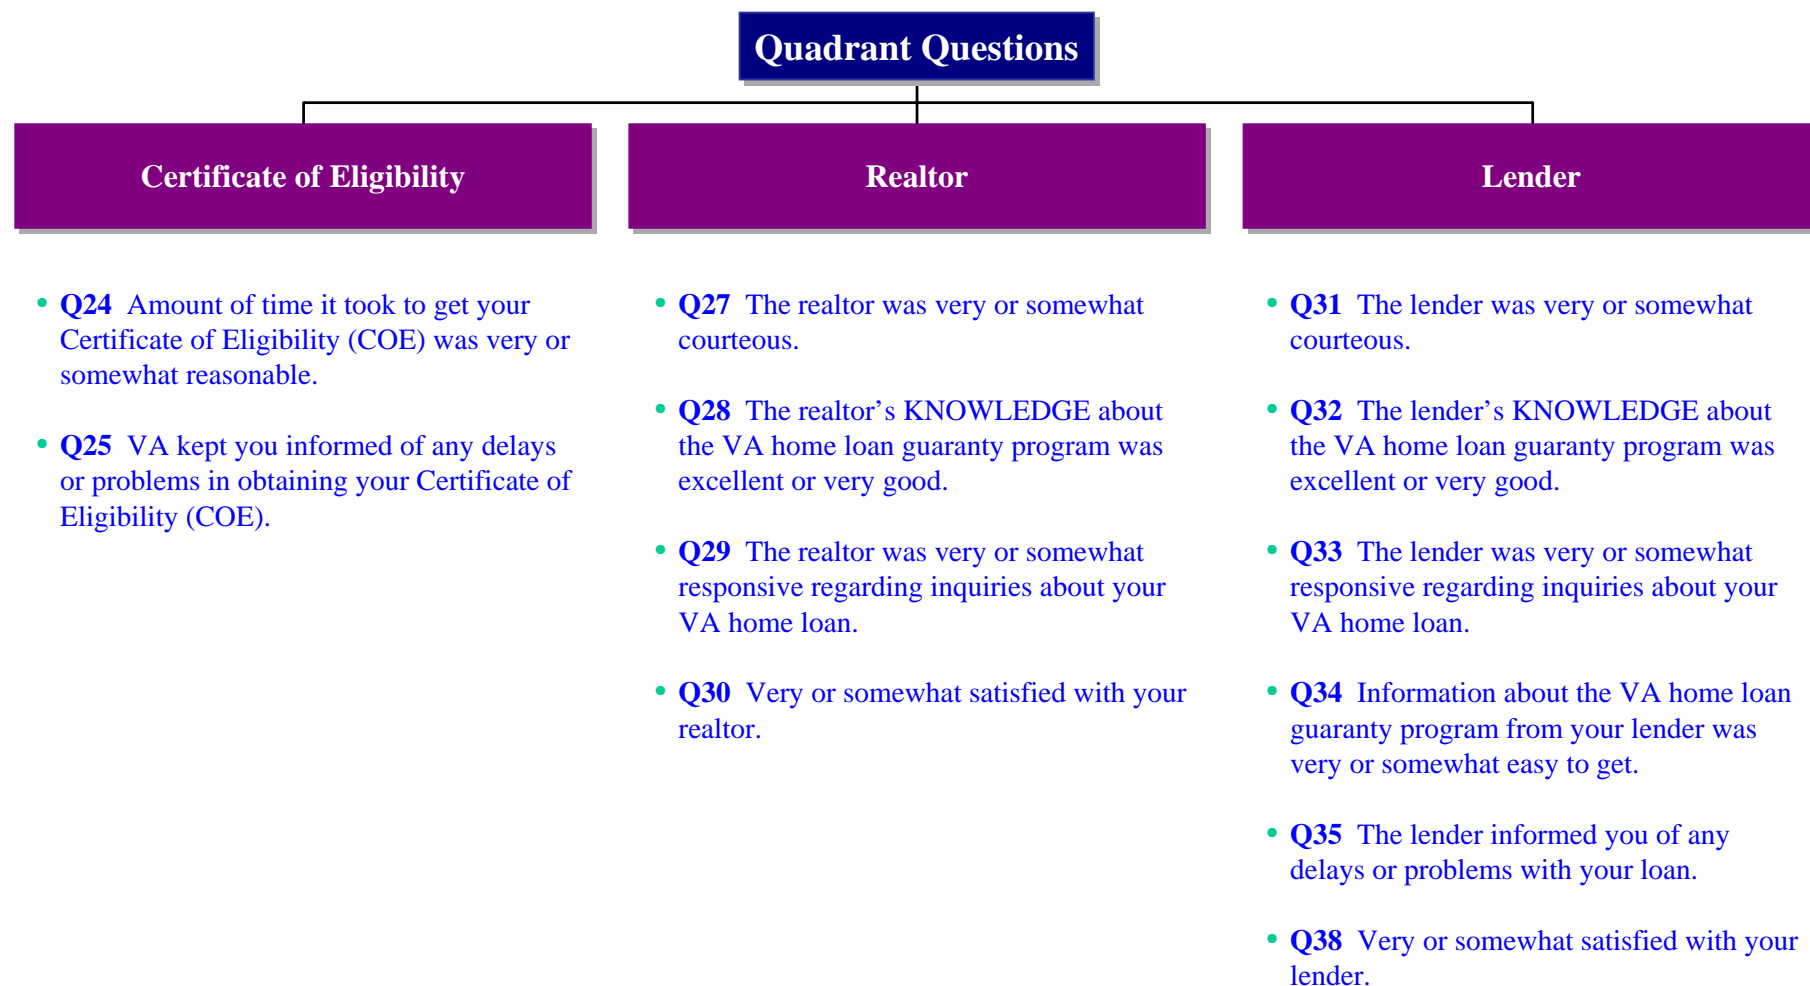 Quadrant Questions
Certificate of Eligibility
• Q24 Amount of time it took to get your
Certificate of Eligibility (COE) was very or
somewhat reasonable.
• Q25 VA kept you informed of any delays
or problems in obtaining your Certificate of
Eligibility (COE).
Realtor
• Q27 The realtor was very or somewhat
courteous.
• Q28 The realtor’s KNOWLEDGE about
the VA home loan guaranty program was
excellent or very good.
• Q29 The realtor was very or somewhat
responsive regarding inquiries about your
VA home loan.
• Q30 Very or somewhat satisfied with your
realtor.
Lender
• Q31 The lender was very or somewhat
courteous.
• Q32 The lender’s KNOWLEDGE about
the VA home loan guaranty program was
excellent or very good.
• Q33 The lender was very or somewhat
responsive regarding inquiries about your
VA home loan.
• Q34 Information about the VA home loan
guaranty program from your lender was
very or somewhat easy to get.
• Q35 The lender informed you of any
delays or problems with your loan.
• Q38 Very or somewhat satisfied with your
lender.